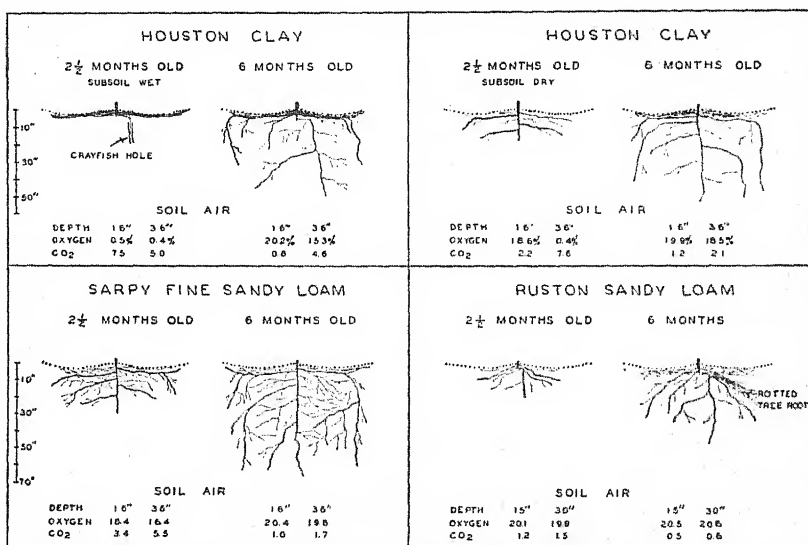 HOUSTON CLAY
2½ MONTHS OLD 6 MONTHS OLD
SUBSOIL WET
10"
30"
50"
CRAYFISH HOLE
SOIL AIR
DEPTH 16" 36" 16" 36"
OXYGEN 0.5% 0.4% 20.2% 15.3%
CO2 7.5 5.0 0.8 4.6
HOUSTON CLAY
2½ MONTHS OLD 6 MONTHS OLD
SUBSOIL DRY
SOIL AIR
DEPTH 16" 36" 16" 36"
OXYGEN 18.6% 0.4% 19.9% 18.5%
CO2 2.2 7.6 1.2 2.1
SARPY FINE SANDY LOAM
2½ MONTHS OLD 6 MONTHS OLD
10"
30"
50"
70"
SOIL AIR
DEPTH 16" 36" 16" 36"
OXYGEN 18.4 16.4 20.4 19.8
CO2 3.4 5.5 1.0 1.7
RUSTON SANDY LOAM
2½ MONTHS OLD 6 MONTHS
ROTTED
TREE ROOT
SOIL AIR
DEPTH 15" 30" 15" 30"
OXYGEN 20.1 19.8 20.5 20.6
CO2 1.2 1.5 0.5 0.6